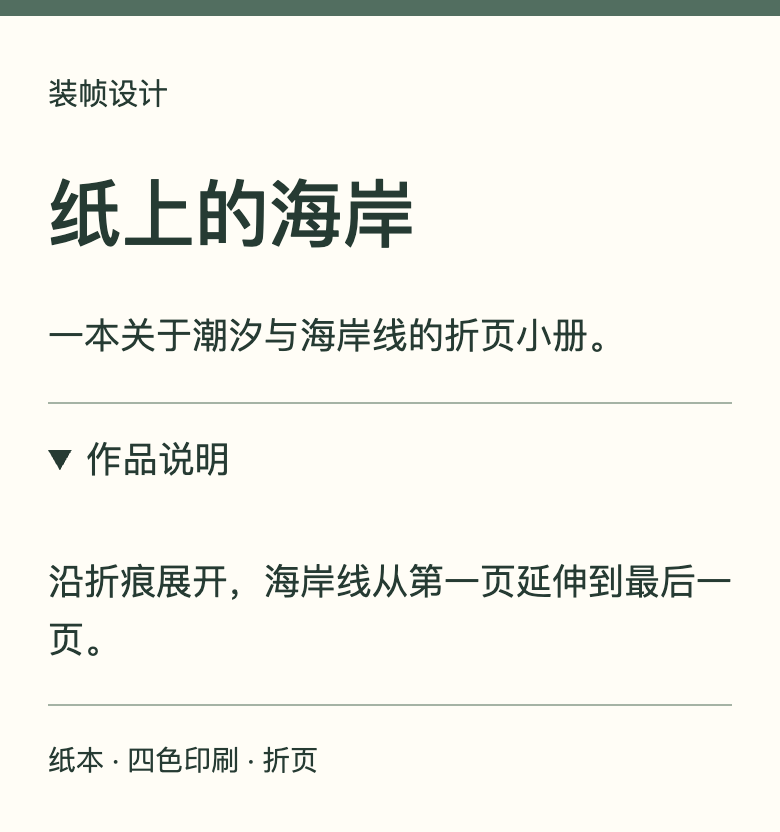 装帧设计
纸上的海岸
一本关于潮汐与海岸线的折页小册。
▼ 作品说明
沿折痕展开，海岸线从第一页延伸到最后一
页。
纸本 · 四色印刷 · 折页